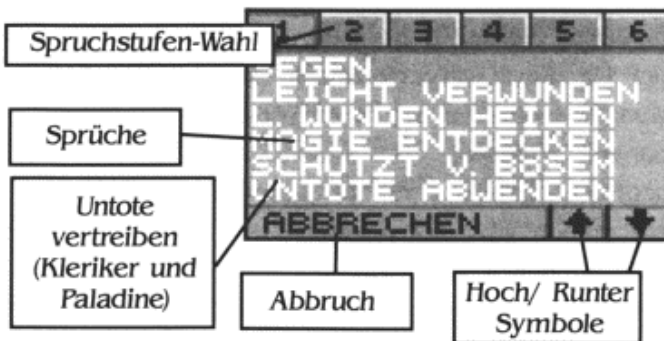 Spruchstufen-Wahl
1 2 3 4 5 6
SEGEN
LEICHT VERWUNDEN
L. WUNDEN HEILEN
MAGIE ENTDECKEN
SCHUTZT V. BÖSEM
UNTOTE ABWENDEN
ABBRECHEN
Sprüche
Untote
vertreiben
(Kleriker und
Paladine)
Abbruch
Hoch/ Runter
Symbole